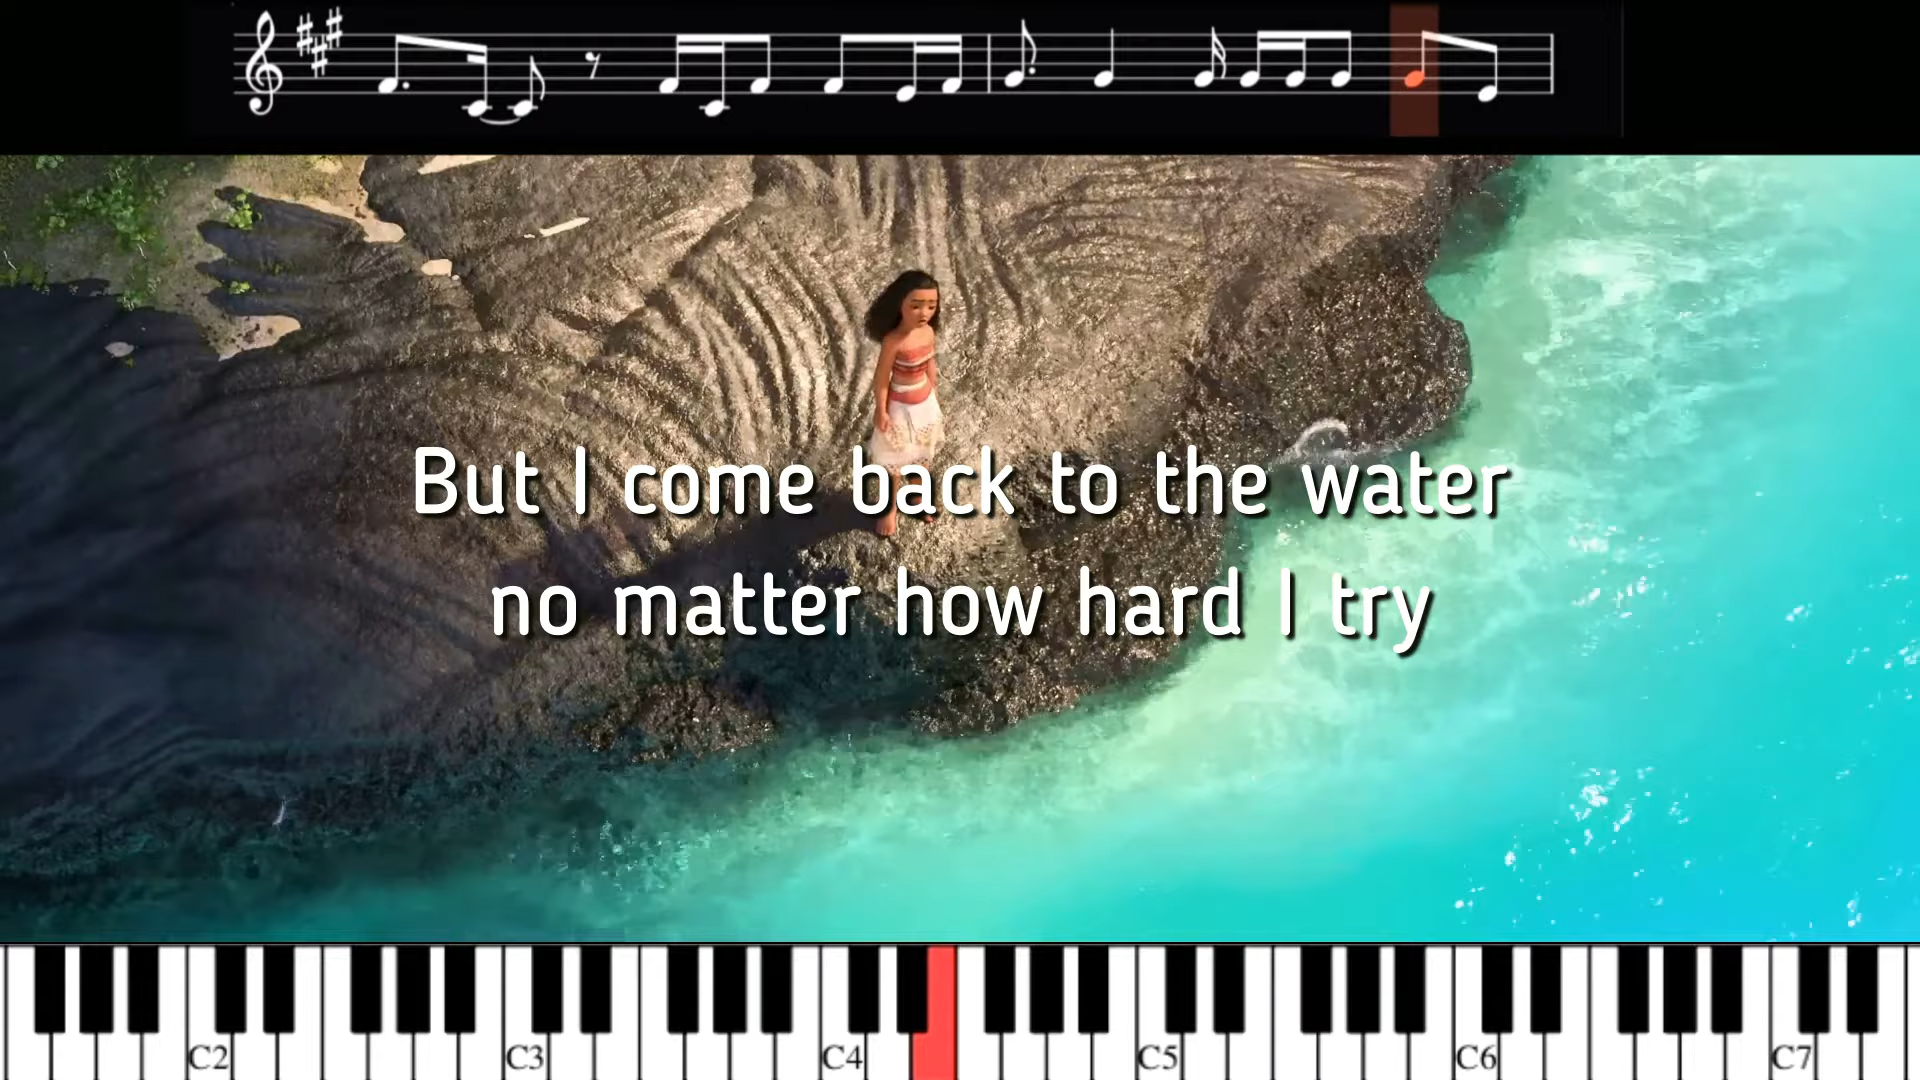 But I come back to the water
no matter how hard I try
C2 C3 C4 C5 C6 C7